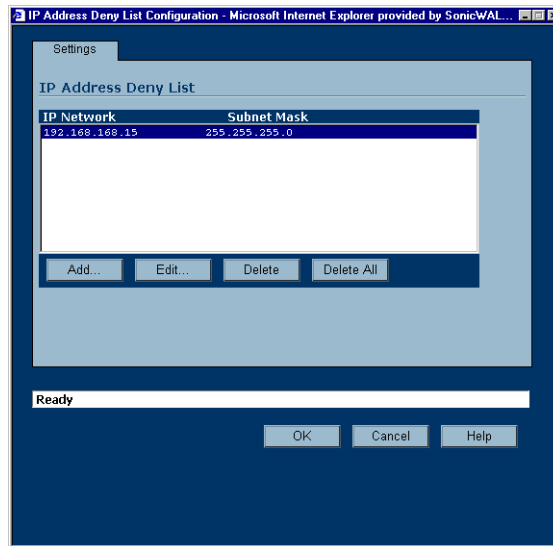 IP Address Deny List Configuration - Microsoft Internet Explorer provided by SonicWAL...
Settings
IP Address Deny List
IP Network Subnet Mask
192.168.168.15 255.255.255.0
Add... Edit... Delete Delete All
Ready
OK Cancel Help